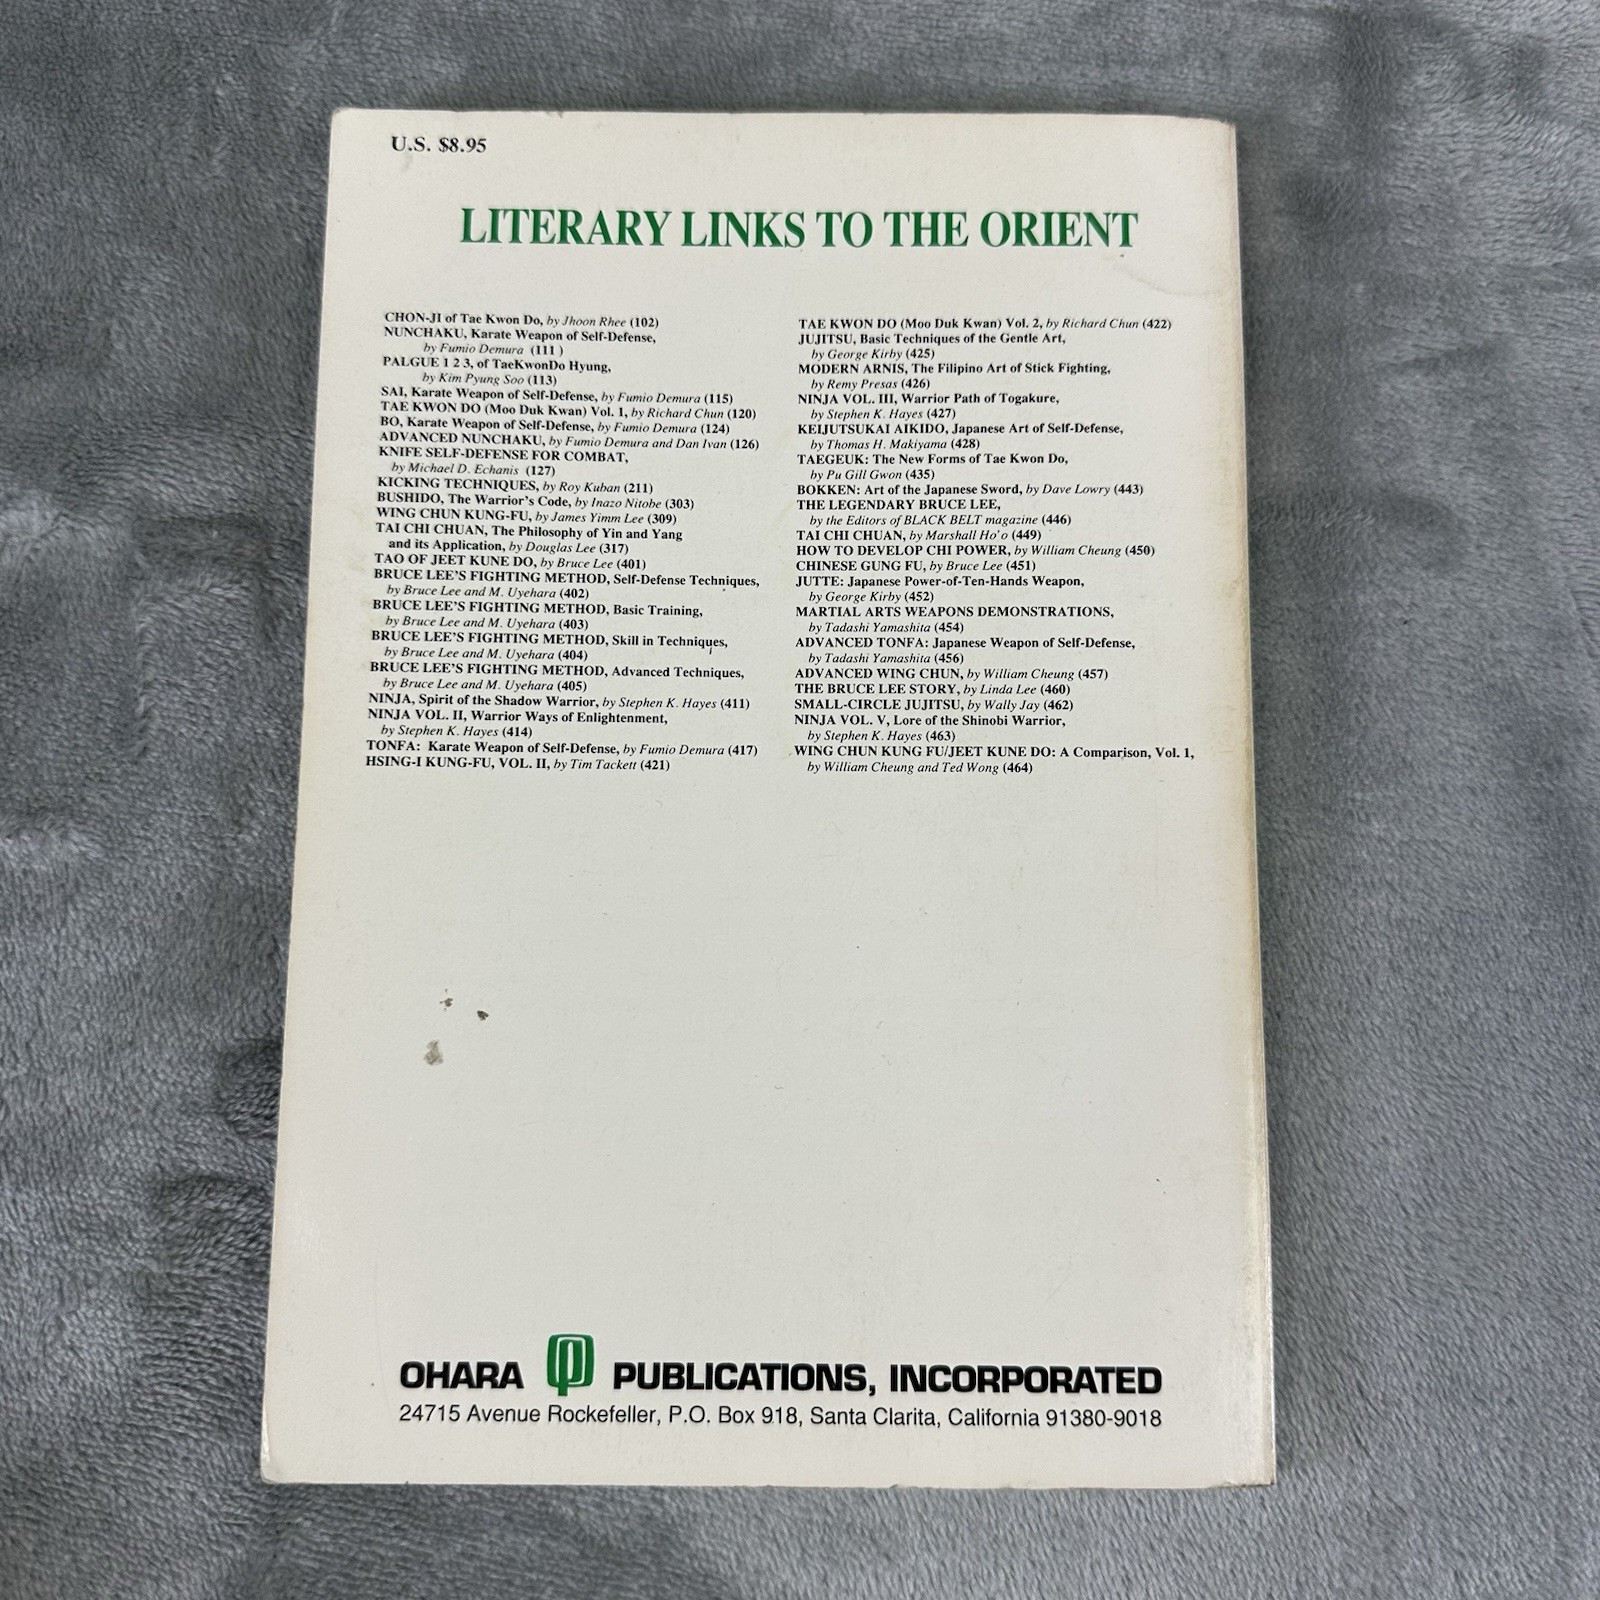 U.S. $8.95
LITERARY LINKS TO THE ORIENT
CHON-JI of Tae Kwon Do, by Jhoon Rhee (102)
NUNCHAKU, Karate Weapon of Self-Defense,
by Fumio Demura (111 )
PALGUE 1 2 3, of TaeKwonDo Hyung,
by Kim Pyung Soo (113)
SAI, Karate Weapon of Self-Defense, by Fumio Demura (115)
TAE KWON DO (Moo Duk Kwan) Vol. 1, by Richard Chun (120)
BO, Karate Weapon of Self-Defense, by Fumio Demura (124)
ADVANCED NUNCHAKU, by Fumio Demura and Dan Ivan (126)
KNIFE SELF-DEFENSE FOR COMBAT,
by Michael D. Echanis (127)
KICKING TECHNIQUES, by Roy Kuban (211)
BUSHIDO, The Warrior's Code, by Inazo Nitobe (303)
WING CHUN KUNG-FU, by James Yimm Lee (309)
TAI CHI CHUAN, The Philosophy of Yin and Yang
and its Application, by Douglas Lee (317)
TAO OF JEET KUNE DO, by Bruce Lee (401)
BRUCE LEE'S FIGHTING METHOD, Self-Defense Techniques,
by Bruce Lee and M. Uyehara (402)
BRUCE LEE'S FIGHTING METHOD, Basic Training,
by Bruce Lee and M. Uyehara (403)
BRUCE LEE'S FIGHTING METHOD, Skill in Techniques,
by Bruce Lee and M. Uyehara (404)
BRUCE LEE'S FIGHTING METHOD, Advanced Techniques,
by Bruce Lee and M. Uyehara (405)
NINJA, Spirit of the Shadow Warrior, by Stephen K. Hayes (411)
NINJA VOL. II, Warrior Ways of Enlightenment,
by Stephen K. Hayes (414)
TONFA: Karate Weapon of Self-Defense, by Fumio Demura (417)
HSING-I KUNG-FU, VOL. II, by Tim Tackett (421)
TAE KWON DO (Moo Duk Kwan) Vol. 2, by Richard Chun (422)
JUJITSU, Basic Techniques of the Gentle Art,
by George Kirby (425)
MODERN ARNIS, The Filipino Art of Stick Fighting,
by Remy Presas (426)
NINJA VOL. III, Warrior Path of Togakure,
by Stephen K. Hayes (427)
KEIJUTSUKAI AIKIDO, Japanese Art of Self-Defense,
by Thomas H. Makiyama (428)
TAEGEUK: The New Forms of Tae Kwon Do,
by Pu Gill Gwon (435)
BOKKEN: Art of the Japanese Sword, by Dave Lowry (443)
THE LEGENDARY BRUCE LEE,
by the Editors of BLACK BELT magazine (446)
TAI CHI CHUAN, by Marshall Ho'o (449)
HOW TO DEVELOP CHI POWER, by William Cheung (450)
CHINESE GUNG FU, by Bruce Lee (451)
JUTTE: Japanese Power-of-Ten-Hands Weapon,
by George Kirby (452)
MARTIAL ARTS WEAPONS DEMONSTRATIONS,
by Tadashi Yamashita (454)
ADVANCED TONFA: Japanese Weapon of Self-Defense,
by Tadashi Yamashita (456)
ADVANCED WING CHUN, by William Cheung (457)
THE BRUCE LEE STORY, by Linda Lee (460)
SMALL-CIRCLE JUJITSU, by Wally Jay (462)
NINJA VOL. V, Lore of the Shinobi Warrior,
by Stephen K. Hayes (463)
WING CHUN KUNG FU/JEET KUNE DO: A Comparison, Vol. 1,
by William Cheung and Ted Wong (464)
OHARA PUBLICATIONS, INCORPORATED
24715 Avenue Rockefeller, P.O. Box 918, Santa Clarita, California 91380-9018